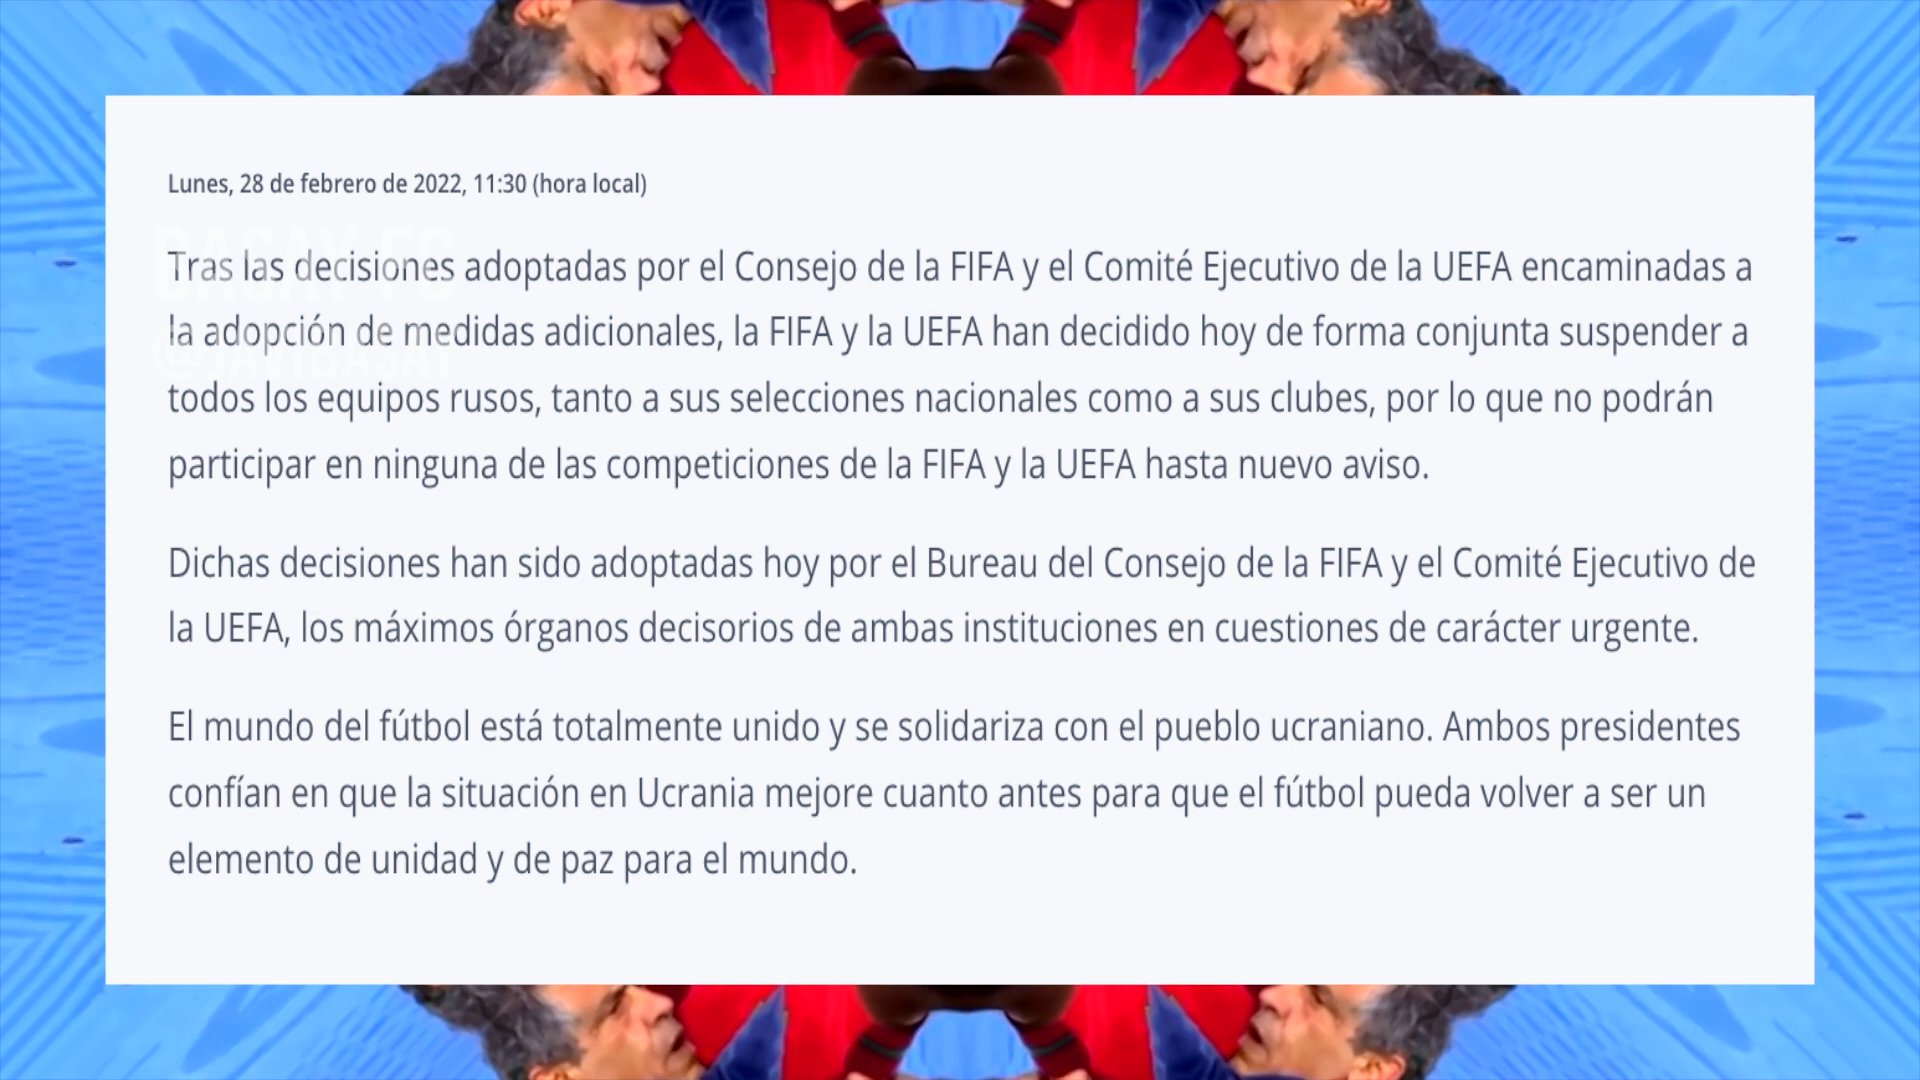 Lunes, 28 de febrero de 2022, 11:30 (hora local)
BASAY FC
@JAVIBASAY
Tras las decisiones adoptadas por el Consejo de la FIFA y el Comité Ejecutivo de la UEFA encaminadas a
la adopción de medidas adicionales, la FIFA y la UEFA han decidido hoy de forma conjunta suspender a
todos los equipos rusos, tanto a sus selecciones nacionales como a sus clubes, por lo que no podrán
participar en ninguna de las competiciones de la FIFA y la UEFA hasta nuevo aviso.
Dichas decisiones han sido adoptadas hoy por el Bureau del Consejo de la FIFA y el Comité Ejecutivo de
la UEFA, los máximos órganos decisorios de ambas instituciones en cuestiones de carácter urgente.
El mundo del fútbol está totalmente unido y se solidariza con el pueblo ucraniano. Ambos presidentes
confían en que la situación en Ucrania mejore cuanto antes para que el fútbol pueda volver a ser un
elemento de unidad y de paz para el mundo.